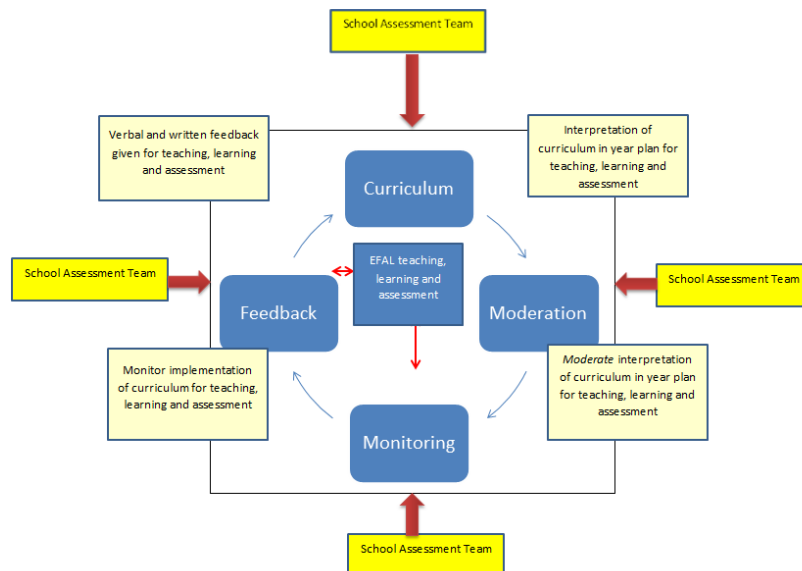 School Assessment Team
Verbal and written feedback
given for teaching, learning
and assessment
Interpretation of
curriculum in year plan for
teaching, learning and
assessment
Curriculum
EFAL teaching,
learning and
assessment
School Assessment Team
School Assessment Team
Feedback
Moderation
Monitor implementation
of curriculum for teaching,
learning and assessment
Moderate interpretation
of curriculum in year plan
for teaching, learning and
assessment
Monitoring
School Assessment Team